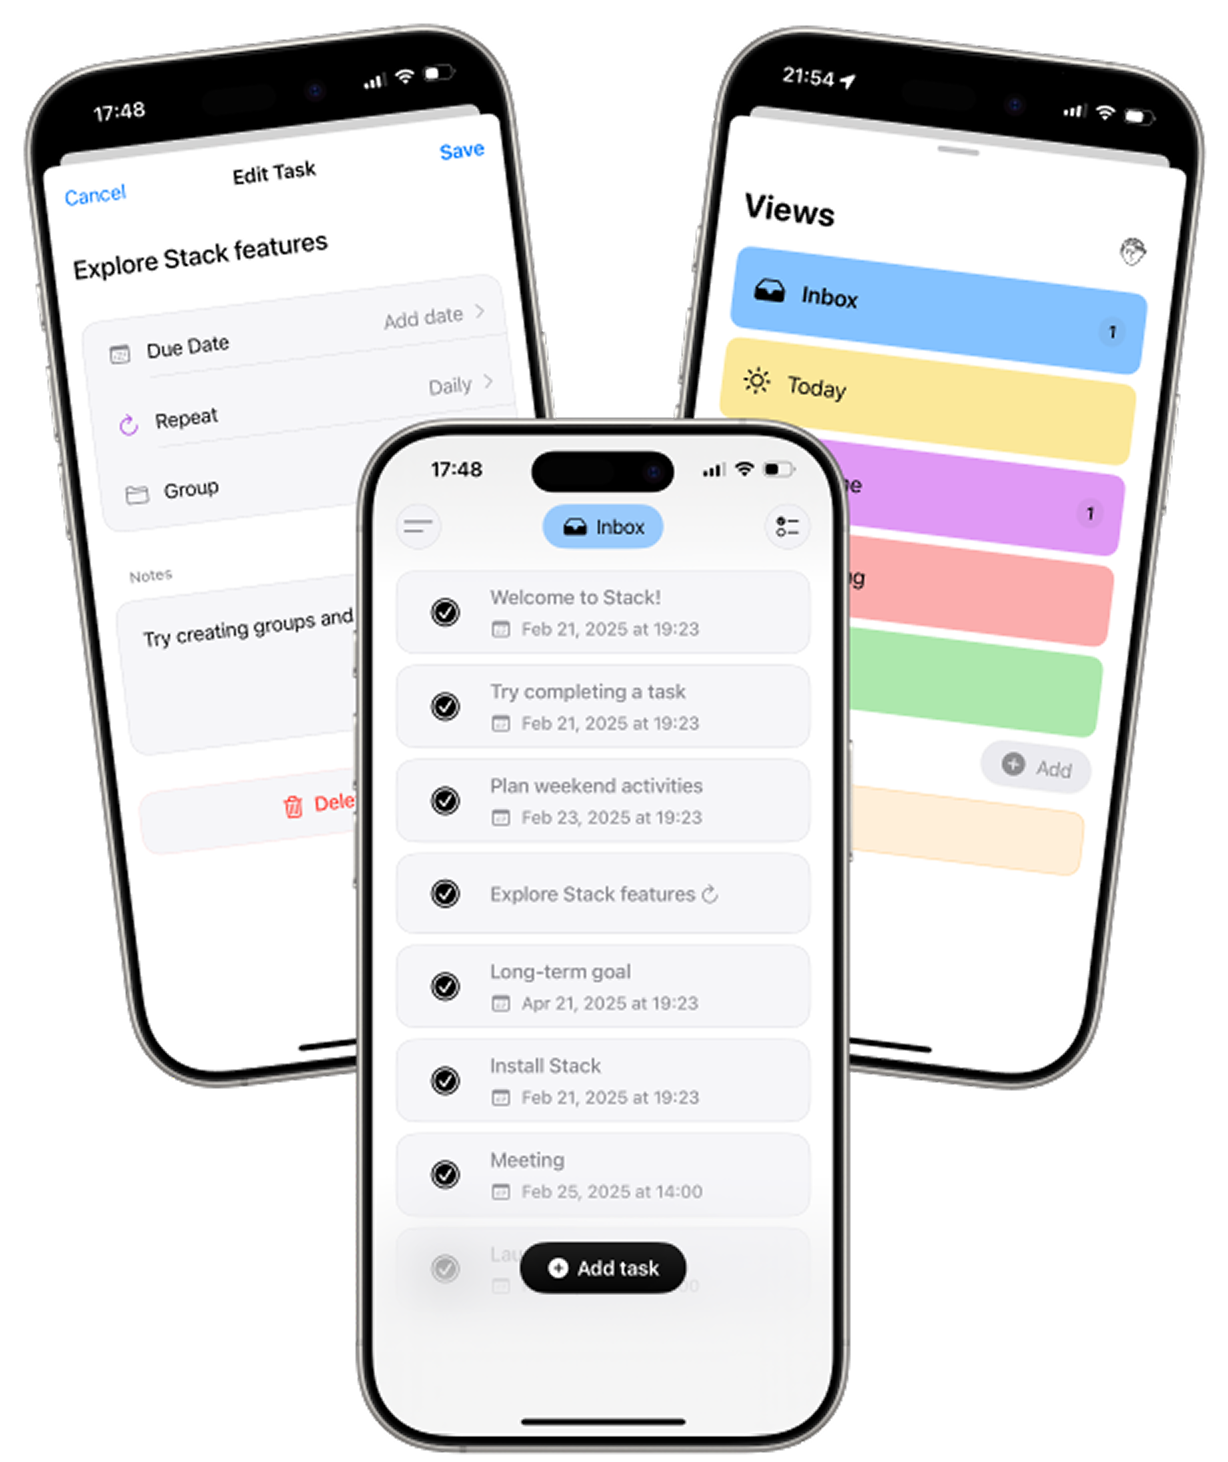 17:48
Cancel
Edit Task
Save
Explore Stack features
Due Date
Add date
Repeat
Daily
Group
Notes
Try creating groups and
21:54
Views
Inbox
1
Today
1
Add
17:48
Inbox
Welcome to Stack!
Feb 21, 2025 at 19:23
Try completing a task
Feb 21, 2025 at 19:23
Plan weekend activities
Feb 23, 2025 at 19:23
Explore Stack features
Long-term goal
Apr 21, 2025 at 19:23
Install Stack
Feb 21, 2025 at 19:23
Meeting
Feb 25, 2025 at 14:00
Add task